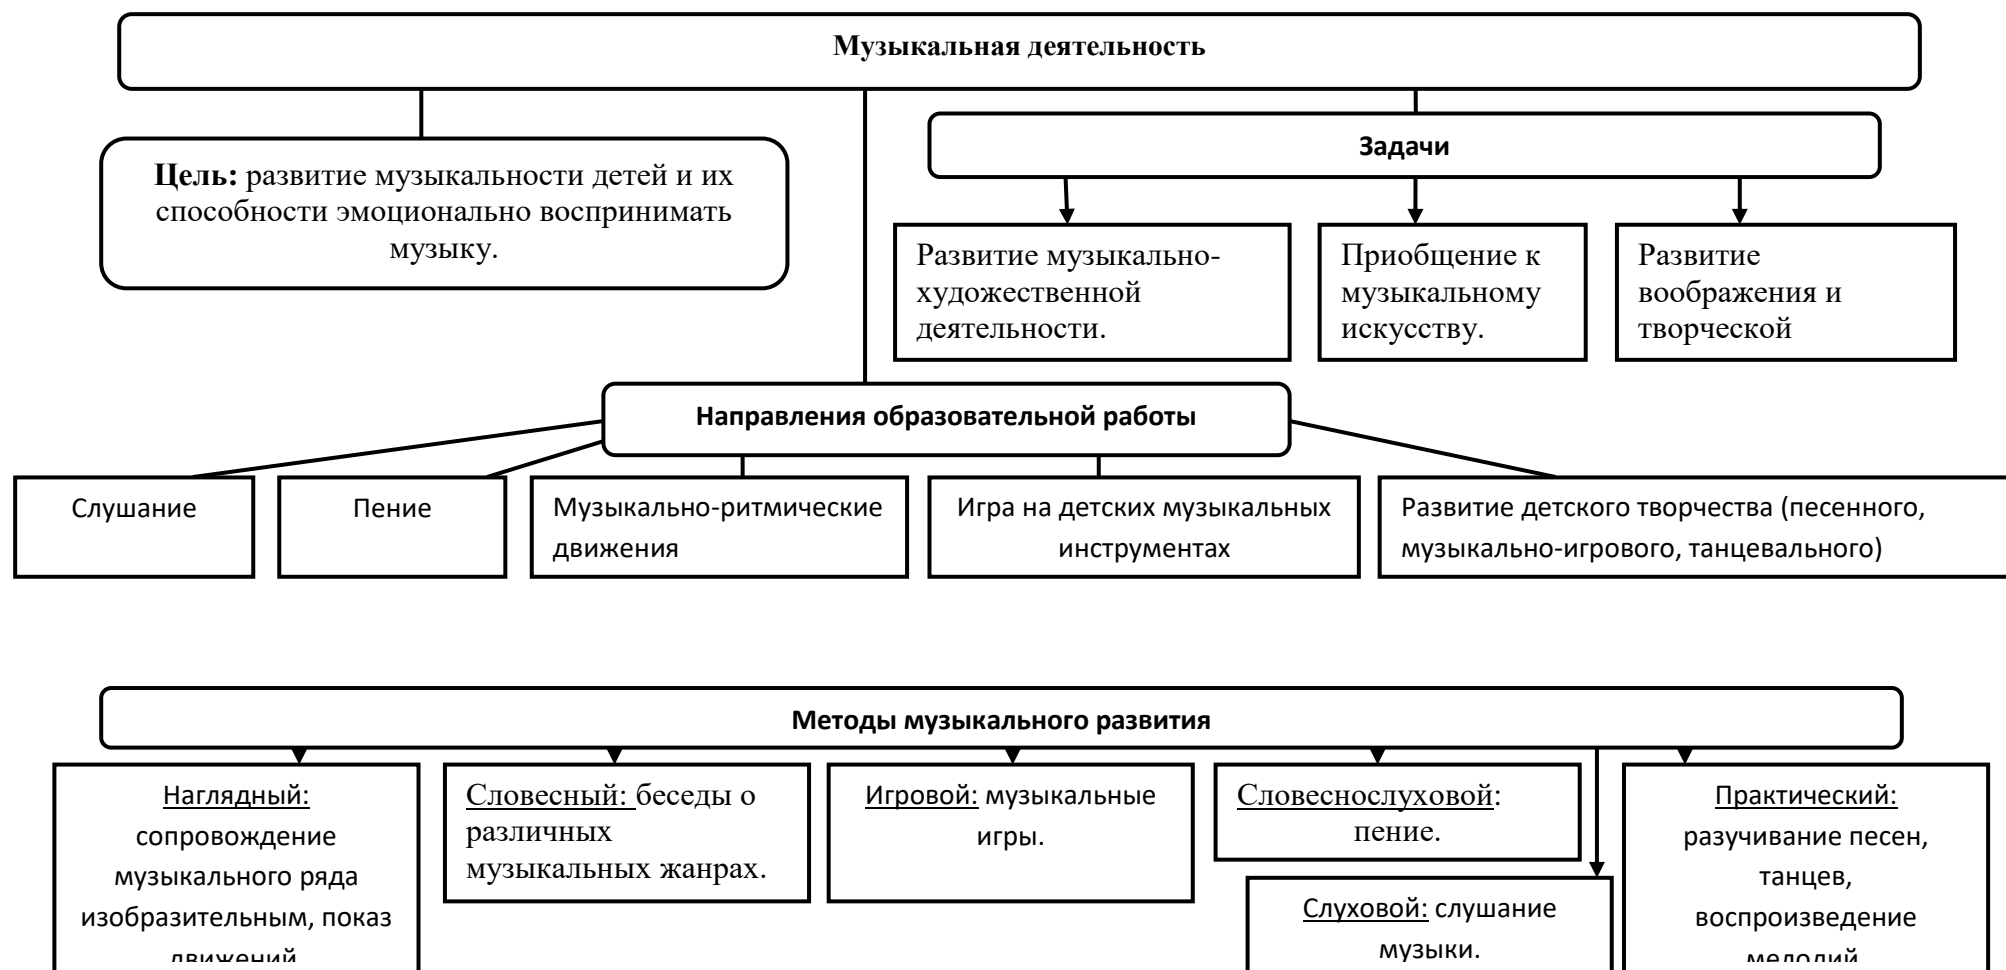 Музыкальная деятельность
Цель: развитие музыкальности детей и их
способности эмоционально воспринимать
музыку.
Задачи
Развитие музыкально-
художественной
деятельности.
Приобщение к
музыкальному
искусству.
Развитие
воображения и
творческой
Направления образовательной работы
Слушание
Пение
Музыкально-ритмические
движения
Игра на детских музыкальных
инструментах
Развитие детского творчества (песенного,
музыкально-игрового, танцевального)
Методы музыкального развития
Наглядный:
сопровождение
музыкального ряда
изобразительным, показ
движений
Словесный: беседы о
различных
музыкальных жанрах.
Игровой: музыкальные
игры.
Словеснослуховой:
пение.
Слуховой: слушание
музыки.
Практический:
разучивание песен,
танцев,
воспроизведение
мелодий